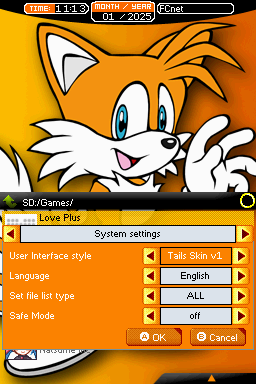 TIME: 11:13
MONTH / YEAR
01 / 2025
FCnet
SD:/Games/
Love Plus
System settings
User Interface style
Tails Skin v1
Language
English
Set file list type
ALL
Safe Mode
off
A OK
B Cancel